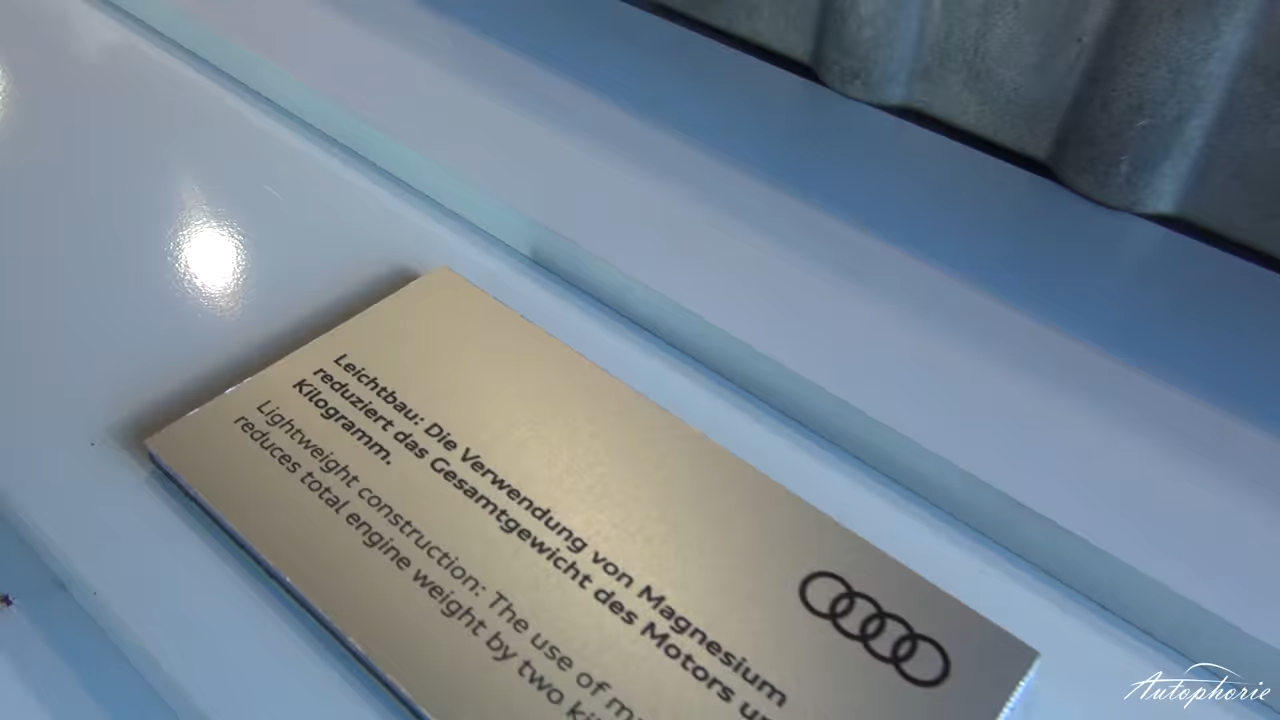 Leichtbau: Die Verwendung von Magnesium
reduziert das Gesamtgewicht des Motors
Kilogramm.
Lightweight construction: The use of
reduces total engine weight by two
Autophorie